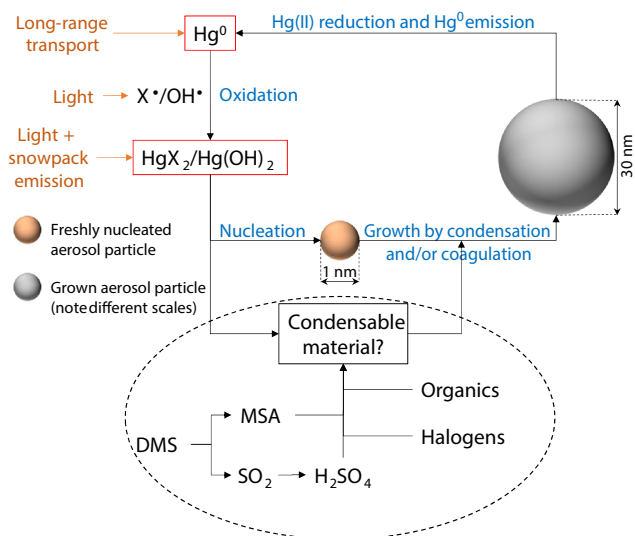 Long-range
transport
Hg⁰
Hg(II) reduction and Hg⁰ emission
Light
X•/OH•
Oxidation
Light +
snowpack
emission
HgX₂/Hg(OH)₂
30 nm
Freshly nucleated
aerosol particle
Nucleation
Growth by condensation
and/or coagulation
1 nm
Grown aerosol particle
(note different scales)
Condensable
material?
Organics
MSA
Halogens
DMS
SO₂
H₂SO₄